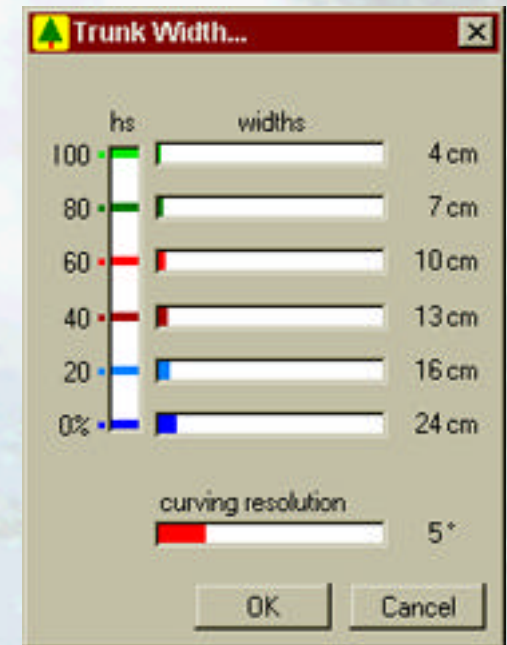 Trunk Width...
hs widths
100 4 cm
80 7 cm
60 10 cm
40 13 cm
20 16 cm
0% 24 cm
curving resolution
5°
OK Cancel